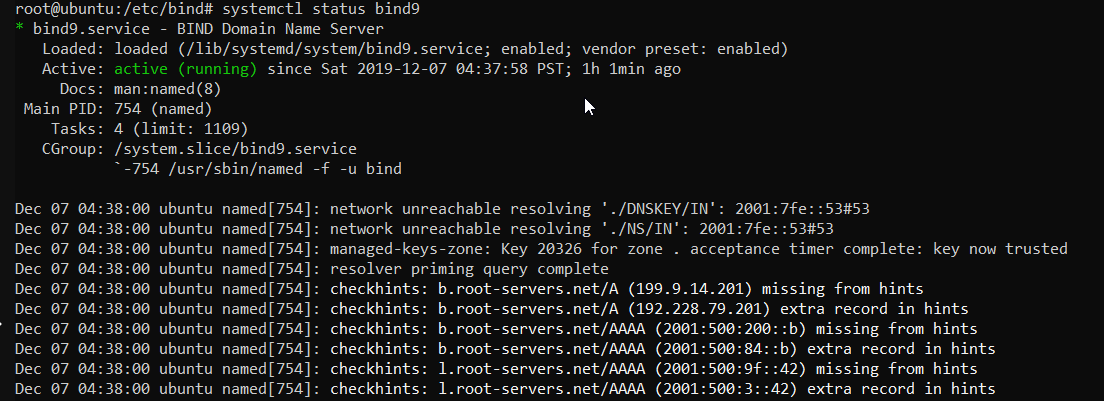 root@ubuntu:/etc/bind# systemctl status bind9
* bind9.service - BIND Domain Name Server
   Loaded: loaded (/lib/systemd/system/bind9.service; enabled; vendor preset: enabled)
   Active: active (running) since Sat 2019-12-07 04:37:58 PST; 1h 1min ago
     Docs: man:named(8)
 Main PID: 754 (named)
    Tasks: 4 (limit: 1109)
   CGroup: /system.slice/bind9.service
           `-754 /usr/sbin/named -f -u bind
Dec 07 04:38:00 ubuntu named[754]: network unreachable resolving './DNSKEY/IN': 2001:7fe::53#53
Dec 07 04:38:00 ubuntu named[754]: network unreachable resolving './NS/IN': 2001:7fe::53#53
Dec 07 04:38:00 ubuntu named[754]: managed-keys-zone: Key 20326 for zone . acceptance timer complete: key now trusted
Dec 07 04:38:00 ubuntu named[754]: resolver priming query complete
Dec 07 04:38:00 ubuntu named[754]: checkhints: b.root-servers.net/A (199.9.14.201) missing from hints
Dec 07 04:38:00 ubuntu named[754]: checkhints: b.root-servers.net/A (192.228.79.201) extra record in hints
Dec 07 04:38:00 ubuntu named[754]: checkhints: b.root-servers.net/AAAA (2001:500:200::b) missing from hints
Dec 07 04:38:00 ubuntu named[754]: checkhints: b.root-servers.net/AAAA (2001:500:84::b) extra record in hints
Dec 07 04:38:00 ubuntu named[754]: checkhints: l.root-servers.net/AAAA (2001:500:9f::42) missing from hints
Dec 07 04:38:00 ubuntu named[754]: checkhints: l.root-servers.net/AAAA (2001:500:3::42) extra record in hints